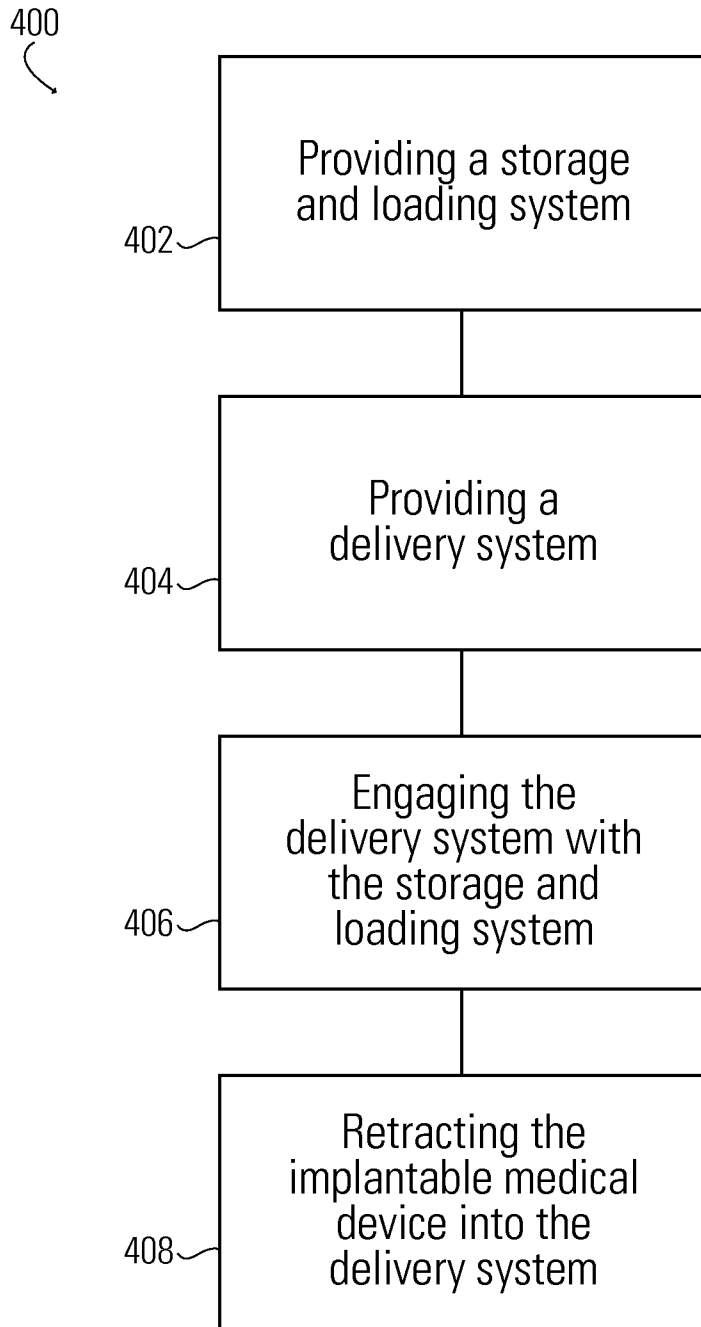 400
Providing a storage
and loading system
402
Providing a
delivery system
404
Engaging the
delivery system with
the storage and
loading system
406
Retracting the
implantable medical
device into the
delivery system
408